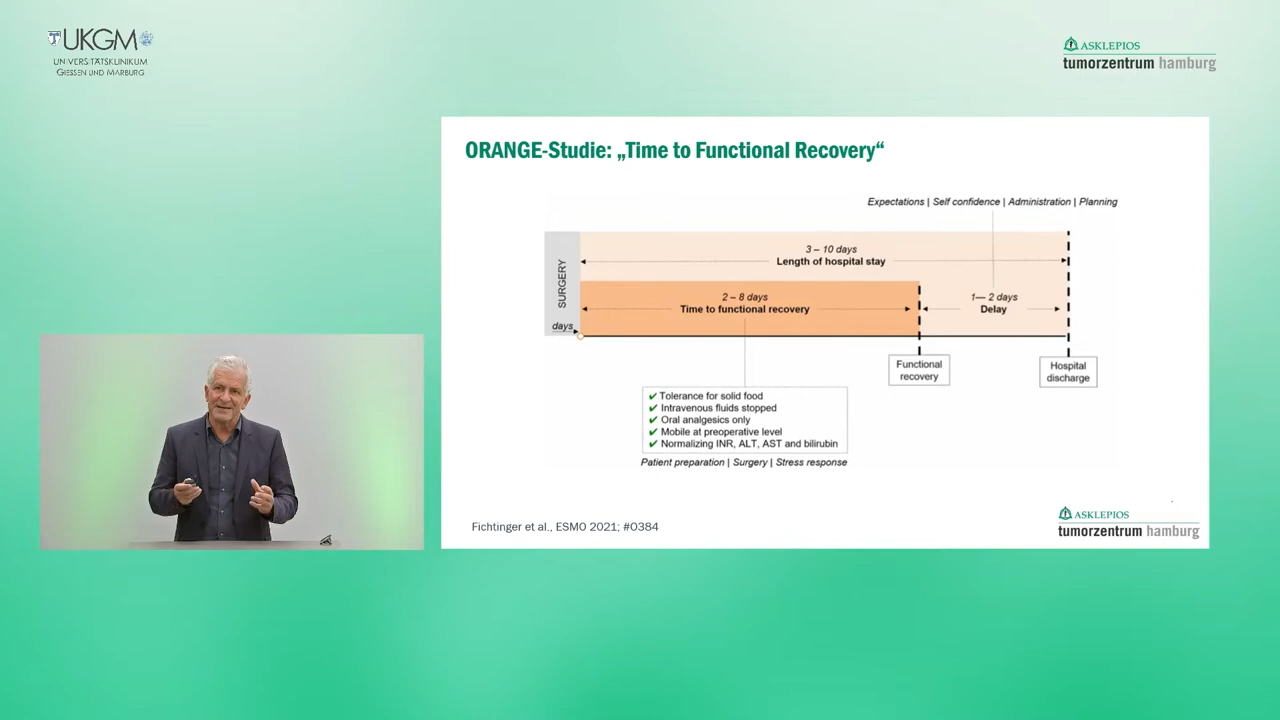 UKGM
UNIVERSITÄTSKLINIKUM
GIESSEN UND MARBURG
ASKLEPIOS
tumorzentrum hamburg
ORANGE-Studie: „Time to Functional Recovery“
Expectations | Self confidence | Administration | Planning
SURGERY
3 – 10 days
Length of hospital stay
2 – 8 days
Time to functional recovery
1— 2 days
Delay
days
Functional
recovery
Hospital
discharge
✔ Tolerance for solid food
✔ Intravenous fluids stopped
✔ Oral analgesics only
✔ Mobile at preoperative level
✔ Normalizing INR, ALT, AST and bilirubin
Patient preparation | Surgery | Stress response
Fichtinger et al., ESMO 2021; #O384
ASKLEPIOS
tumorzentrum hamburg